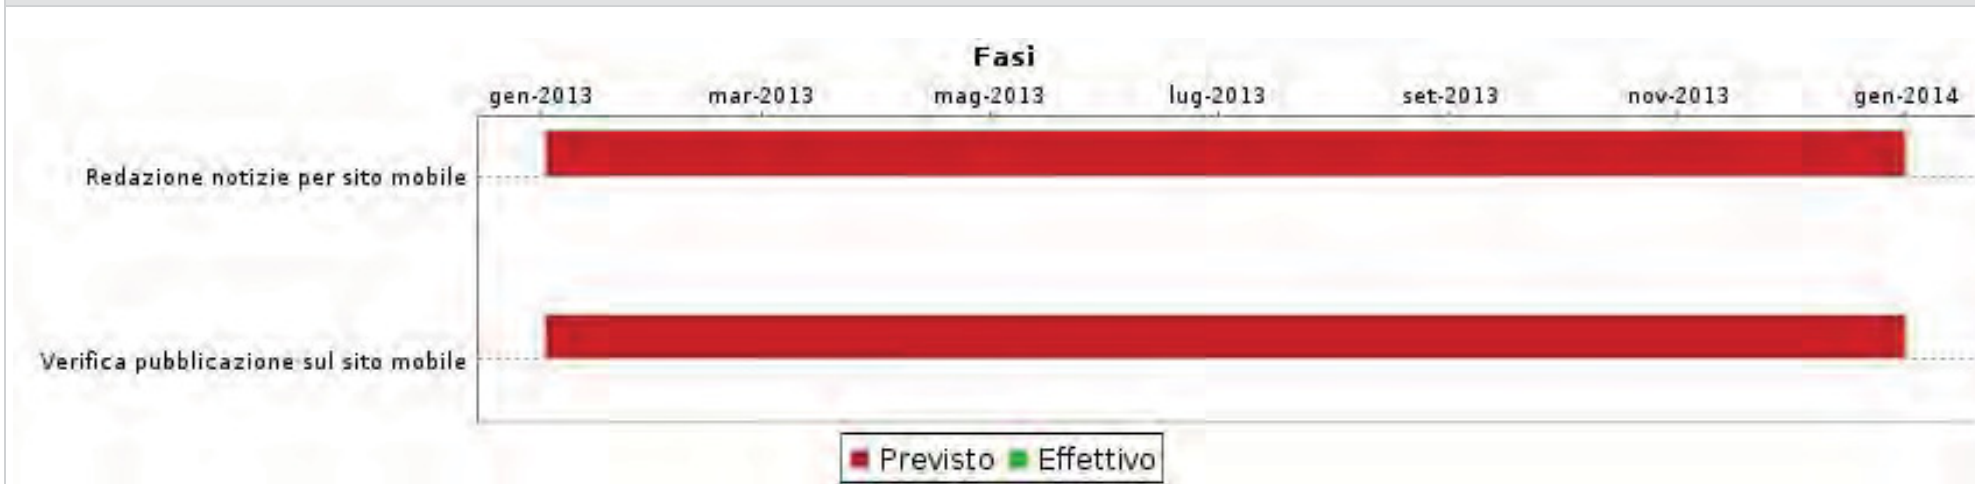 Fasi
gen-2013 mar-2013 mag-2013 lug-2013 set-2013 nov-2013 gen-2014
Redazione notizie per sito mobile
Verifica pubblicazione sul sito mobile
Previsto Effettivo